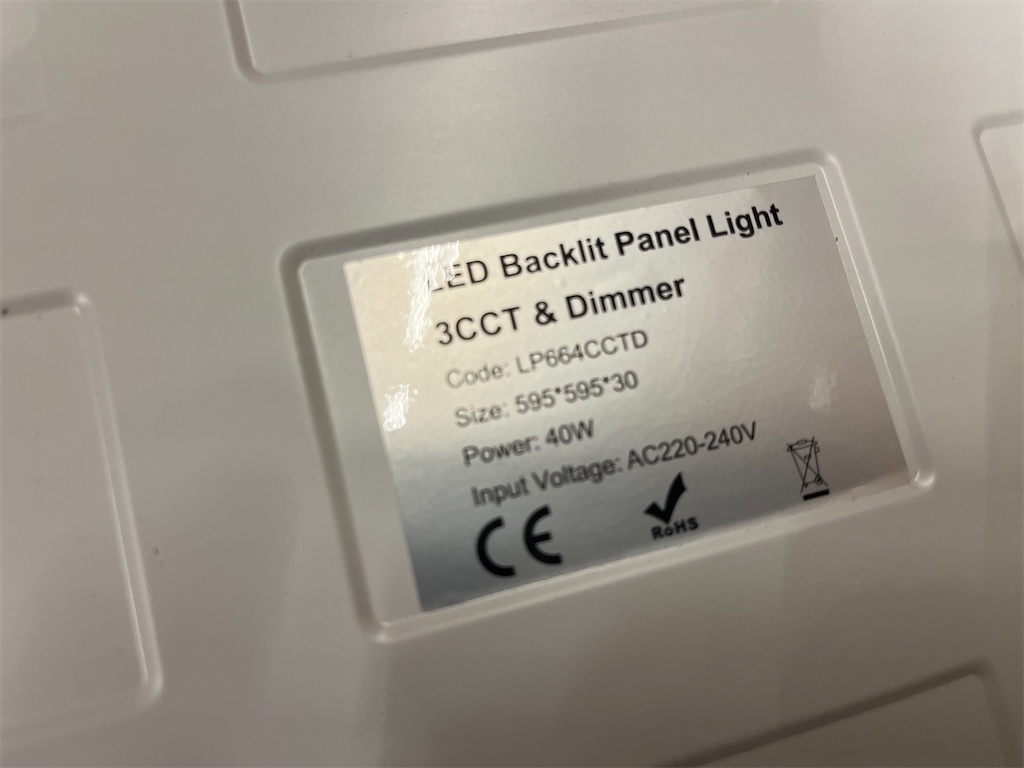 LED Backlit Panel Light
3CCT & Dimmer
Code: LP664CCTD
Size: 595*595*30
Power: 40W
Input Voltage: AC220-240V
CE
RoHS